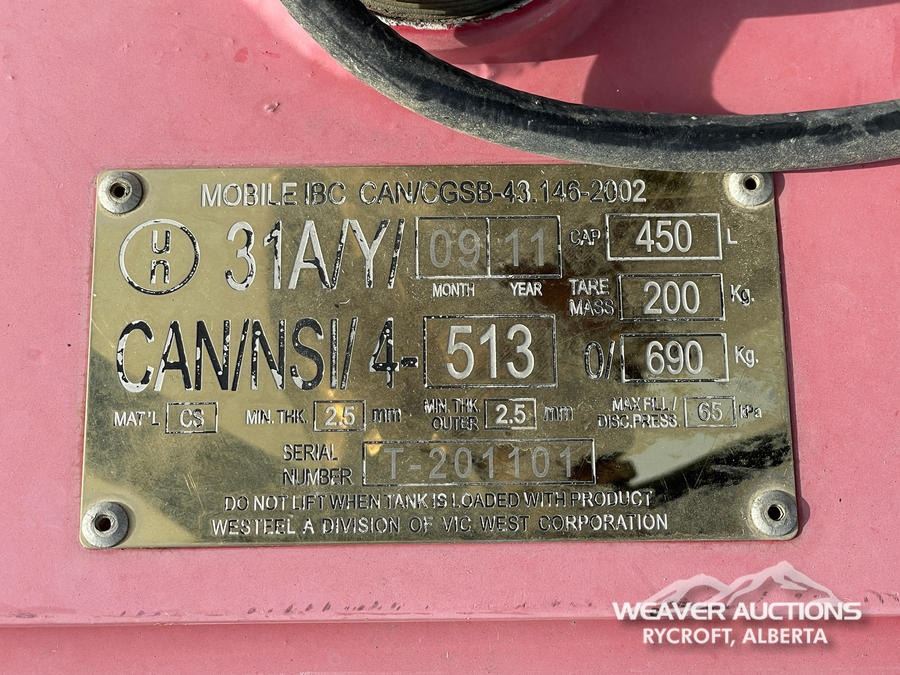 MOBILE IBC CAN/CGSB-43.146-2002
un 31A/Y/ 09 11 CAP 450 L
MONTH YEAR
TARE MASS 200 Kg.
CAN/NSI/ 4- 513 0/ 690 Kg.
MAT'L CS MIN. THK. 2.5 mm MIN. THK. OUTER 2.5 mm MAX FILL/ DISC.PRESS. 65 kPa
SERIAL NUMBER T-201101
DO NOT LIFT WHEN TANK IS LOADED WITH PRODUCT
WESTEEL A DIVISION OF VIC WEST CORPORATION
WEAVER AUCTIONS
RYCROFT, ALBERTA